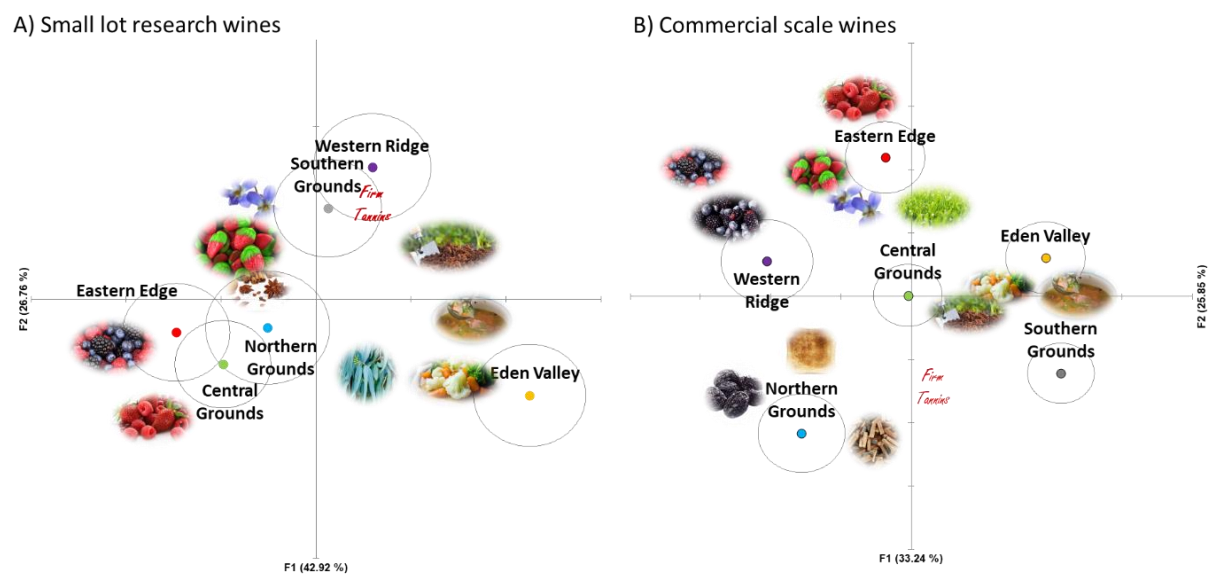 A) Small lot research wines
Western Ridge
Southern
Grounds
Firm
Tannins
Eastern Edge
Northern
Grounds
Central
Grounds
Eden Valley
F2 (26.76 %)
F1 (42.92 %)
B) Commercial scale wines
Eastern Edge
Central
Grounds
Eden Valley
Western
Ridge
Southern
Grounds
Northern
Grounds
Firm
Tannins
F2 (25.85 %)
F1 (33.24 %)